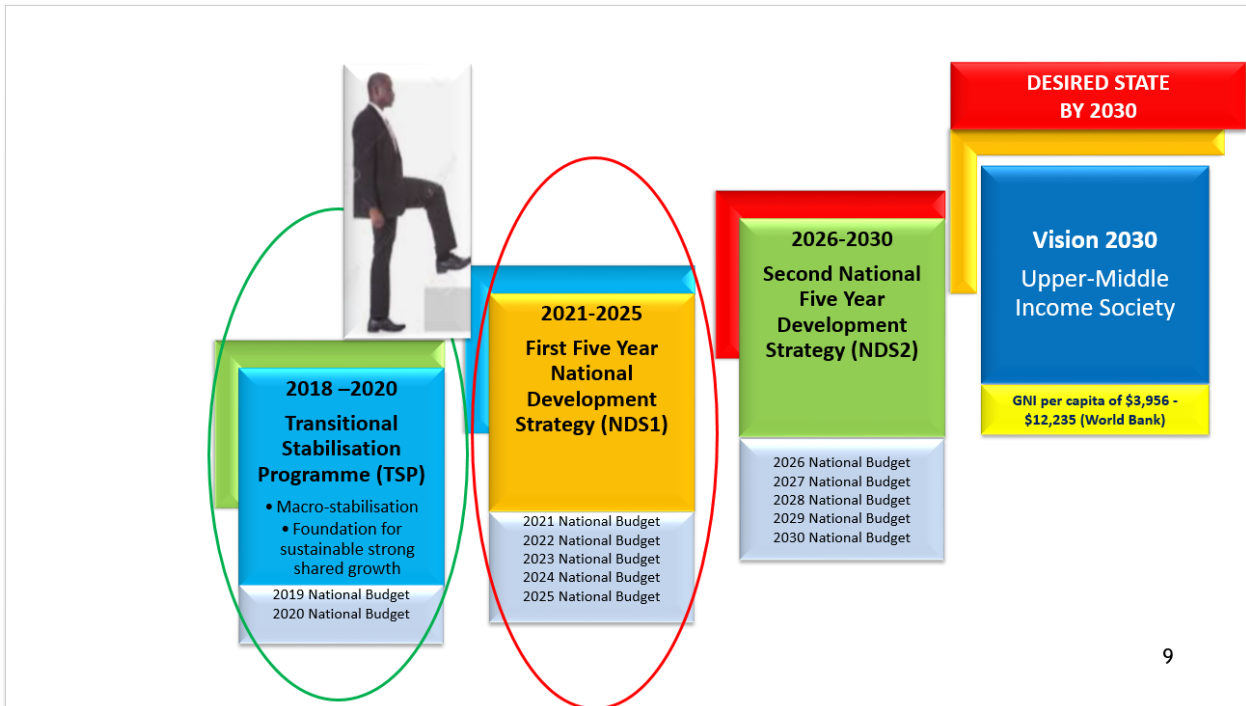 2018 –2020
Transitional
Stabilisation
Programme (TSP)
• Macro-stabilisation
• Foundation for
sustainable strong
shared growth
2019 National Budget
2020 National Budget
2021-2025
First Five Year
National
Development
Strategy (NDS1)
2021 National Budget
2022 National Budget
2023 National Budget
2024 National Budget
2025 National Budget
2026-2030
Second National
Five Year
Development
Strategy (NDS2)
2026 National Budget
2027 National Budget
2028 National Budget
2029 National Budget
2030 National Budget
DESIRED STATE
BY 2030
Vision 2030
Upper-Middle
Income Society
GNI per capita of $3,956 -
$12,235 (World Bank)
9